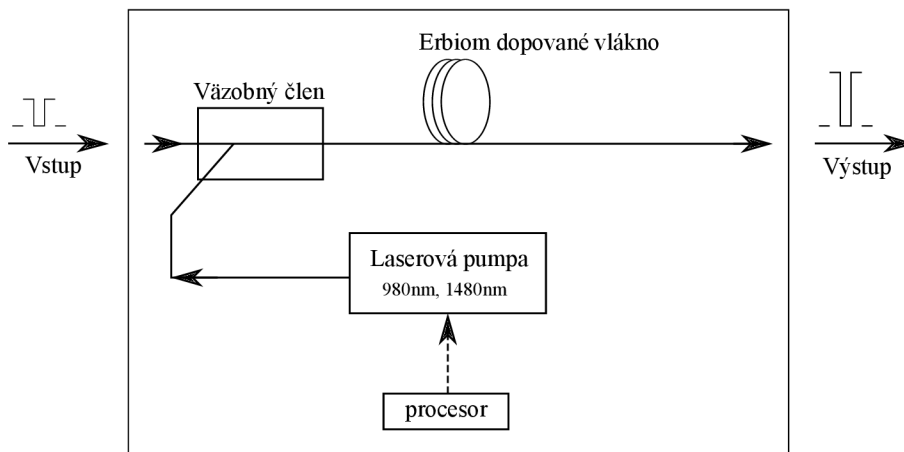 Erbiom dopované vlákno
Väzobný člen
Vstup
Výstup
Laserová pumpa
980nm, 1480nm
procesor